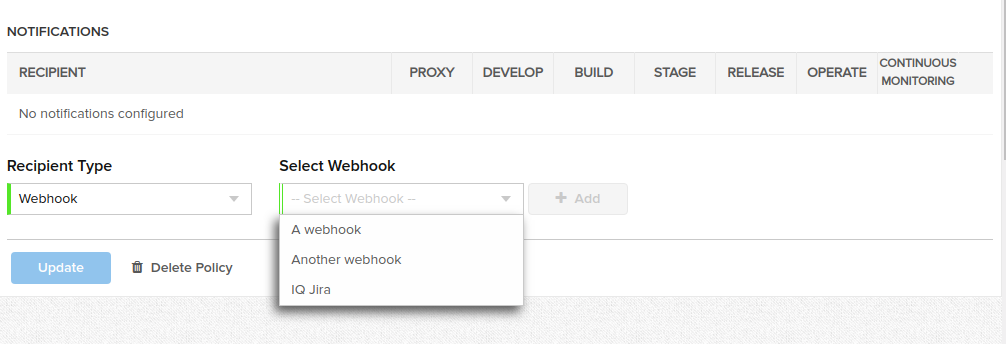 NOTIFICATIONS
RECIPIENT PROXY DEVELOP BUILD STAGE RELEASE OPERATE CONTINUOUS MONITORING
No notifications configured
Recipient Type Select Webhook
Webhook -- Select Webhook -- + Add
A webhook
Another webhook
IQ Jira
Update Delete Policy